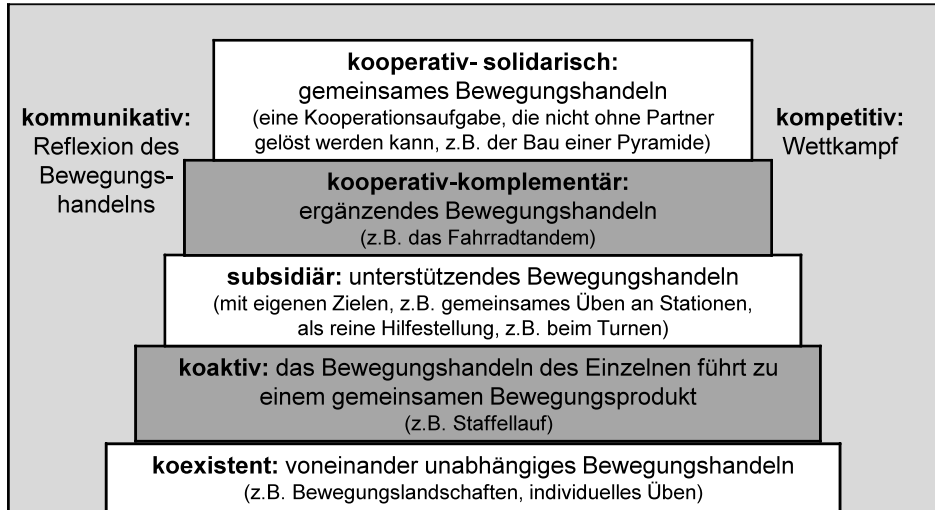 kooperativ- solidarisch:
gemeinsames Bewegungshandeln
(eine Kooperationsaufgabe, die nicht ohne Partner
gelöst werden kann, z.B. der Bau einer Pyramide)
kommunikativ:
Reflexion des
Bewegungs-
handelns
kompetitiv:
Wettkampf
kooperativ-komplementär:
ergänzendes Bewegungshandeln
(z.B. das Fahrradtandem)
subsidiär: unterstützendes Bewegungshandeln
(mit eigenen Zielen, z.B. gemeinsames Üben an Stationen,
als reine Hilfestellung, z.B. beim Turnen)
koaktiv: das Bewegungshandeln des Einzelnen führt zu
einem gemeinsamen Bewegungsprodukt
(z.B. Staffellauf)
koexistent: voneinander unabhängiges Bewegungshandeln
(z.B. Bewegungslandschaften, individuelles Üben)